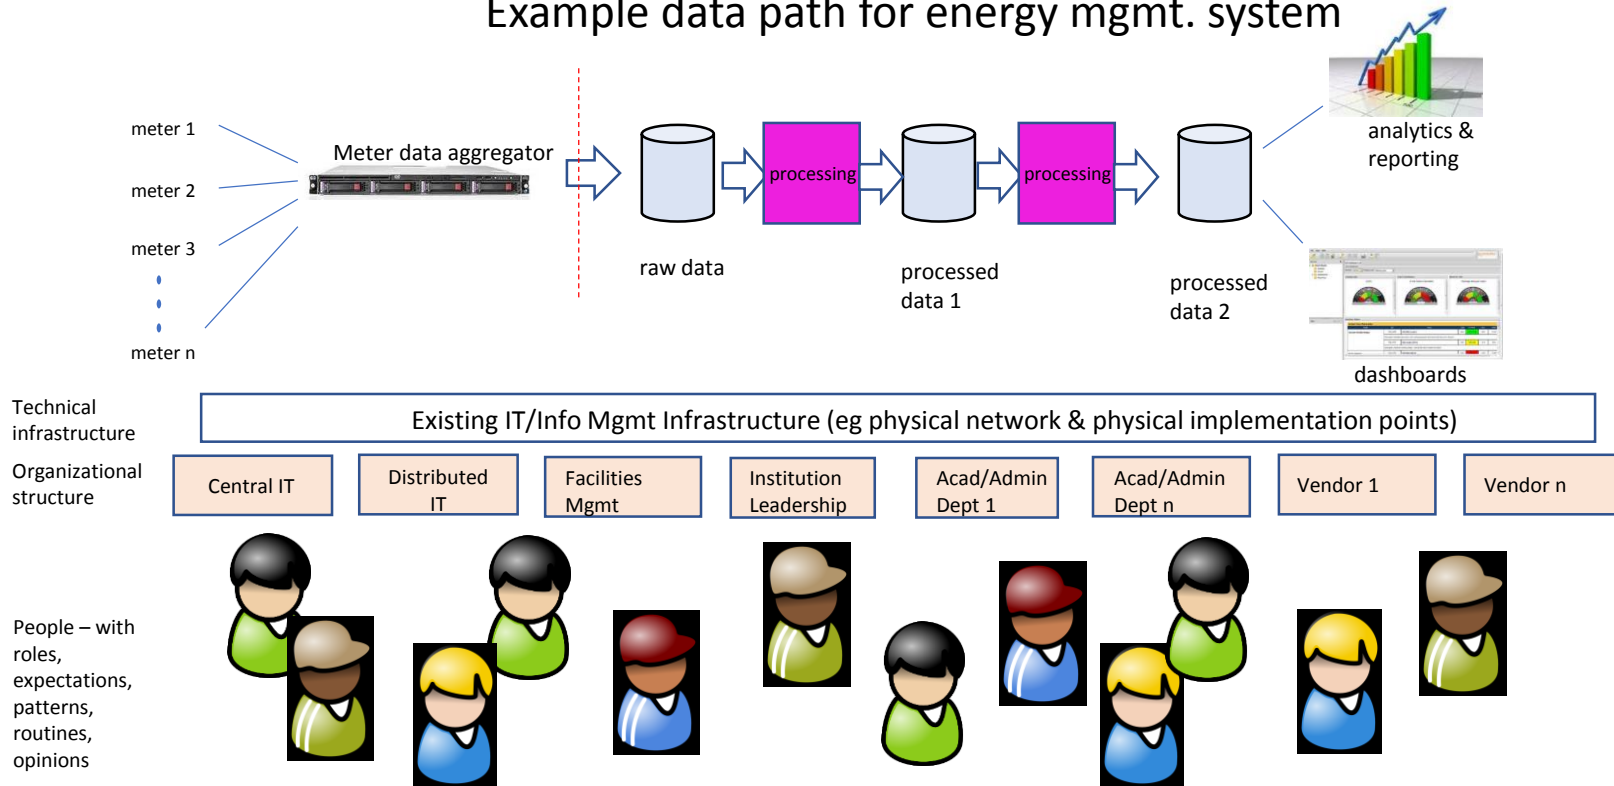 Example data path for energy mgmt. system
meter 1
meter 2
meter 3
meter n
Meter data aggregator
raw data
processing
processed
data 1
processing
processed
data 2
analytics &
reporting
dashboards
Technical
infrastructure
Existing IT/Info Mgmt Infrastructure (eg physical network & physical implementation points)
Organizational
structure
Central IT
Distributed
IT
Facilities
Mgmt
Institution
Leadership
Acad/Admin
Dept 1
Acad/Admin
Dept n
Vendor 1
Vendor n
People – with
roles,
expectations,
patterns,
routines,
opinions